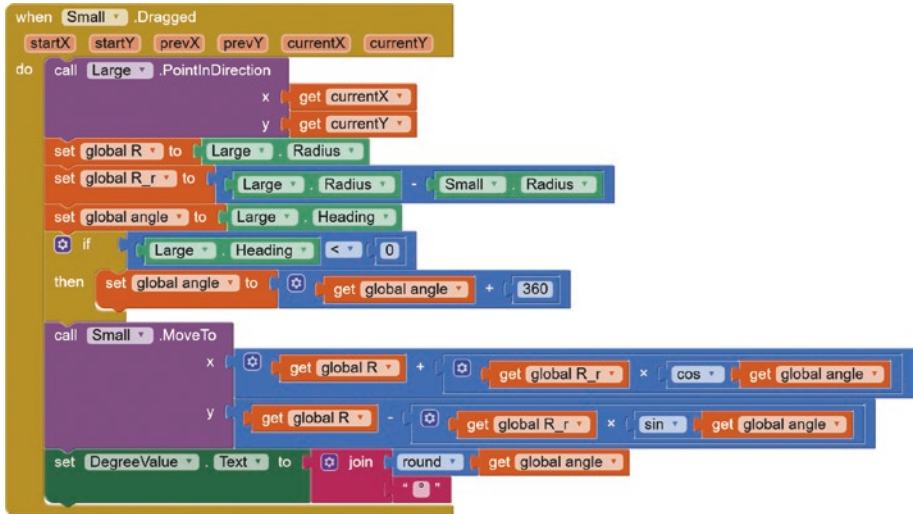 when Small .Dragged
startX startY prevX prevY currentX currentY
do call Large .PointInDirection
x get currentX
y get currentY
set global R to Large . Radius
set global R_r to Large . Radius - Small . Radius
set global angle to Large . Heading
if Large . Heading < 0
then set global angle to get global angle + 360
call Small .MoveTo
x get global R + get global R_r × cos get global angle
y get global R - get global R_r × sin get global angle
set DegreeValue . Text to join round get global angle
" ° "